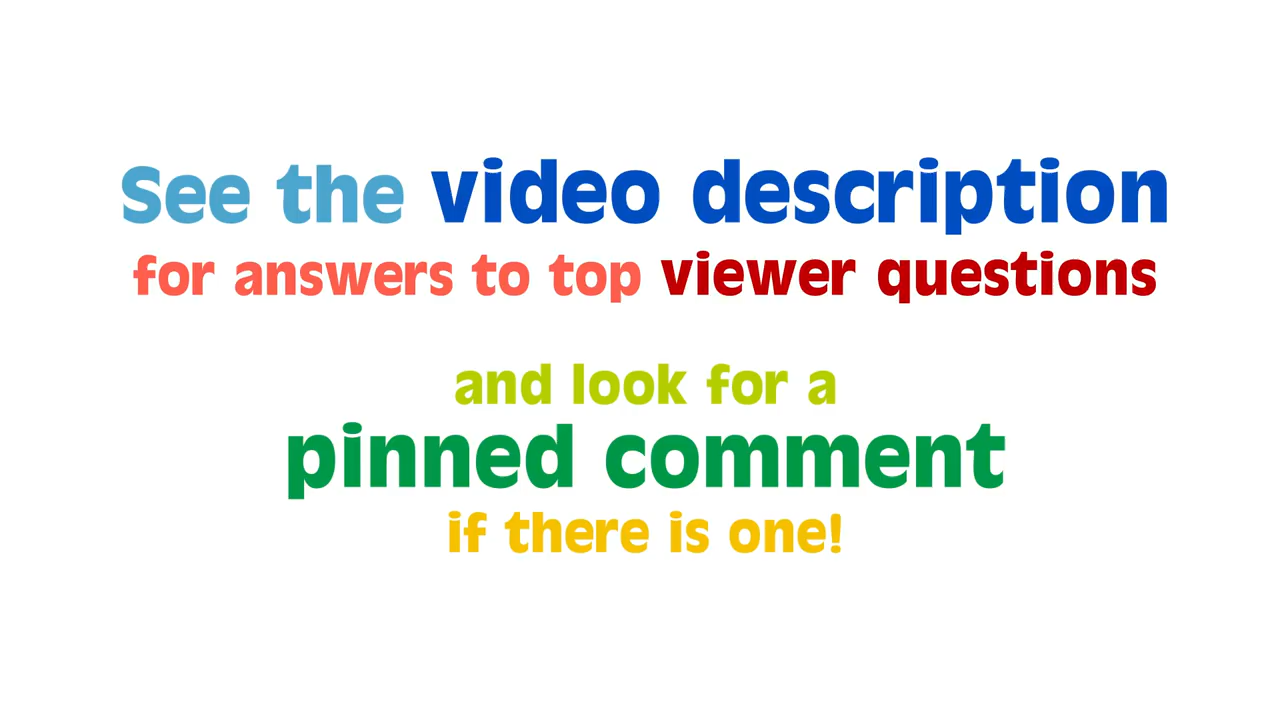 See the video description
for answers to top viewer questions
and look for a
pinned comment
if there is one!